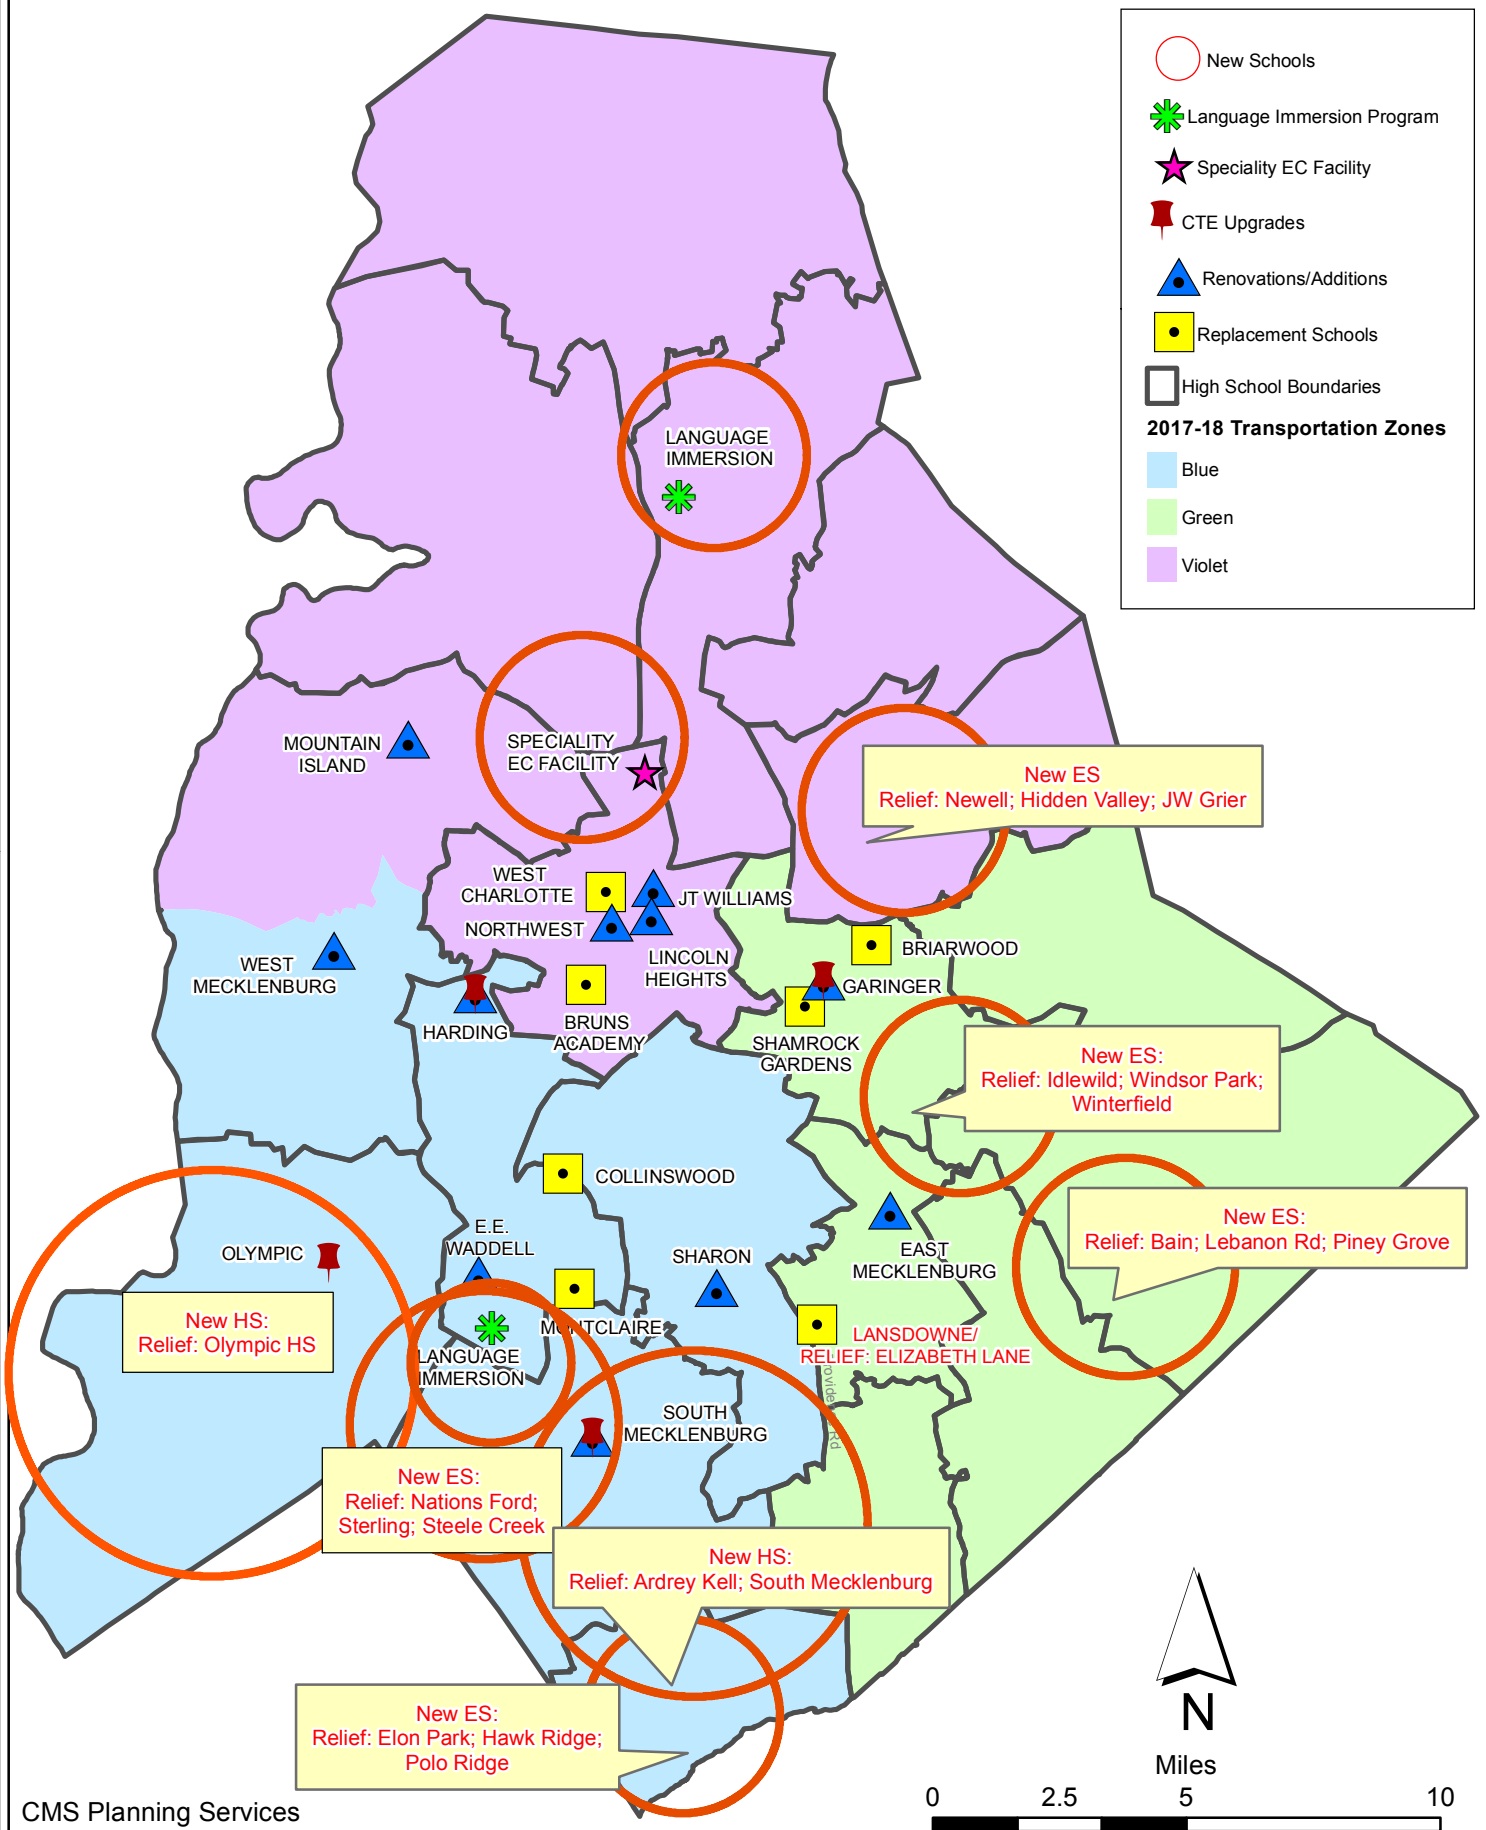 New Schools
Language Immersion Program
Speciality EC Facility
CTE Upgrades
Renovations/Additions
Replacement Schools
High School Boundaries
2017-18 Transportation Zones
Blue
Green
Violet
LANGUAGE
IMMERSION
MOUNTAIN
ISLAND
SPECIALITY
EC FACILITY
New ES
Relief: Newell; Hidden Valley; JW Grier
WEST
CHARLOTTE
JT WILLIAMS
NORTHWEST
LINCOLN
HEIGHTS
BRIARWOOD
WEST
MECKLENBURG
GARINGER
HARDING
BRUNS
ACADEMY
SHAMROCK
GARDENS
New ES:
Relief: Idlewild; Windsor Park;
Winterfield
COLLINSWOOD
New ES:
Relief: Bain; Lebanon Rd; Piney Grove
E.E.
WADDELL
OLYMPIC
SHARON
EAST
MECKLENBURG
New HS:
Relief: Olympic HS
MONTCLAIRE
LANSDOWNE/
RELIEF: ELIZABETH LANE
LANGUAGE
IMMERSION
SOUTH
MECKLENBURG
New ES:
Relief: Nations Ford;
Sterling; Steele Creek
New HS:
Relief: Ardrey Kell; South Mecklenburg
New ES:
Relief: Elon Park; Hawk Ridge;
Polo Ridge
N
Miles
0 2.5 5 10
CMS Planning Services